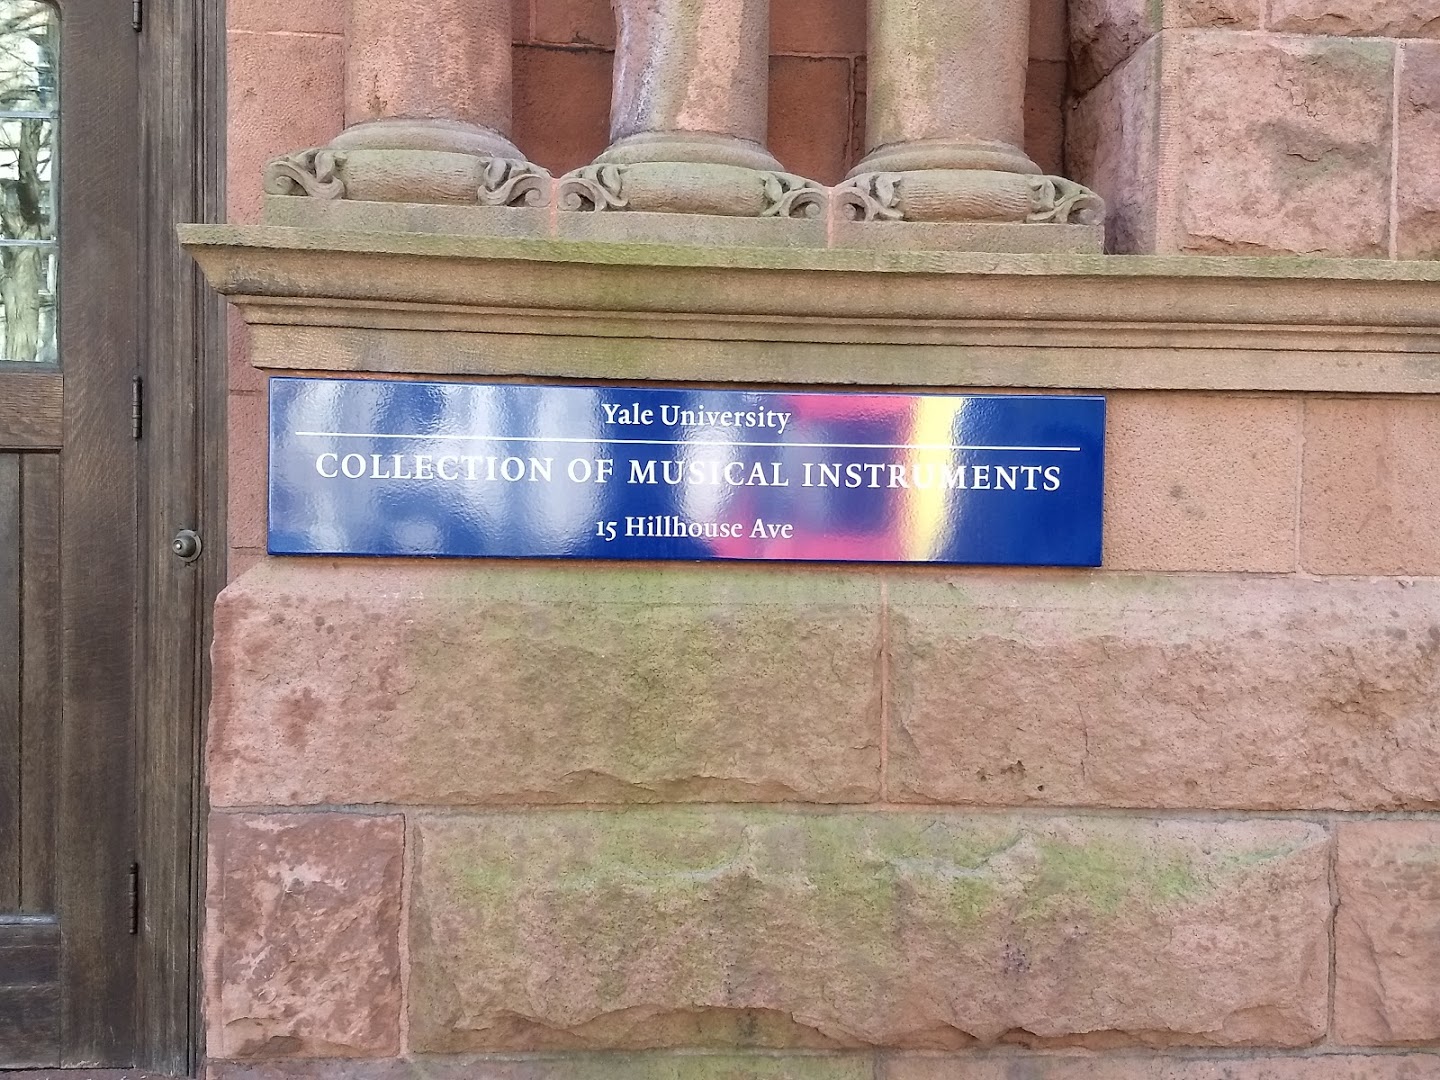 Yale University
COLLECTION OF MUSICAL INSTRUMENTS
15 Hillhouse Ave